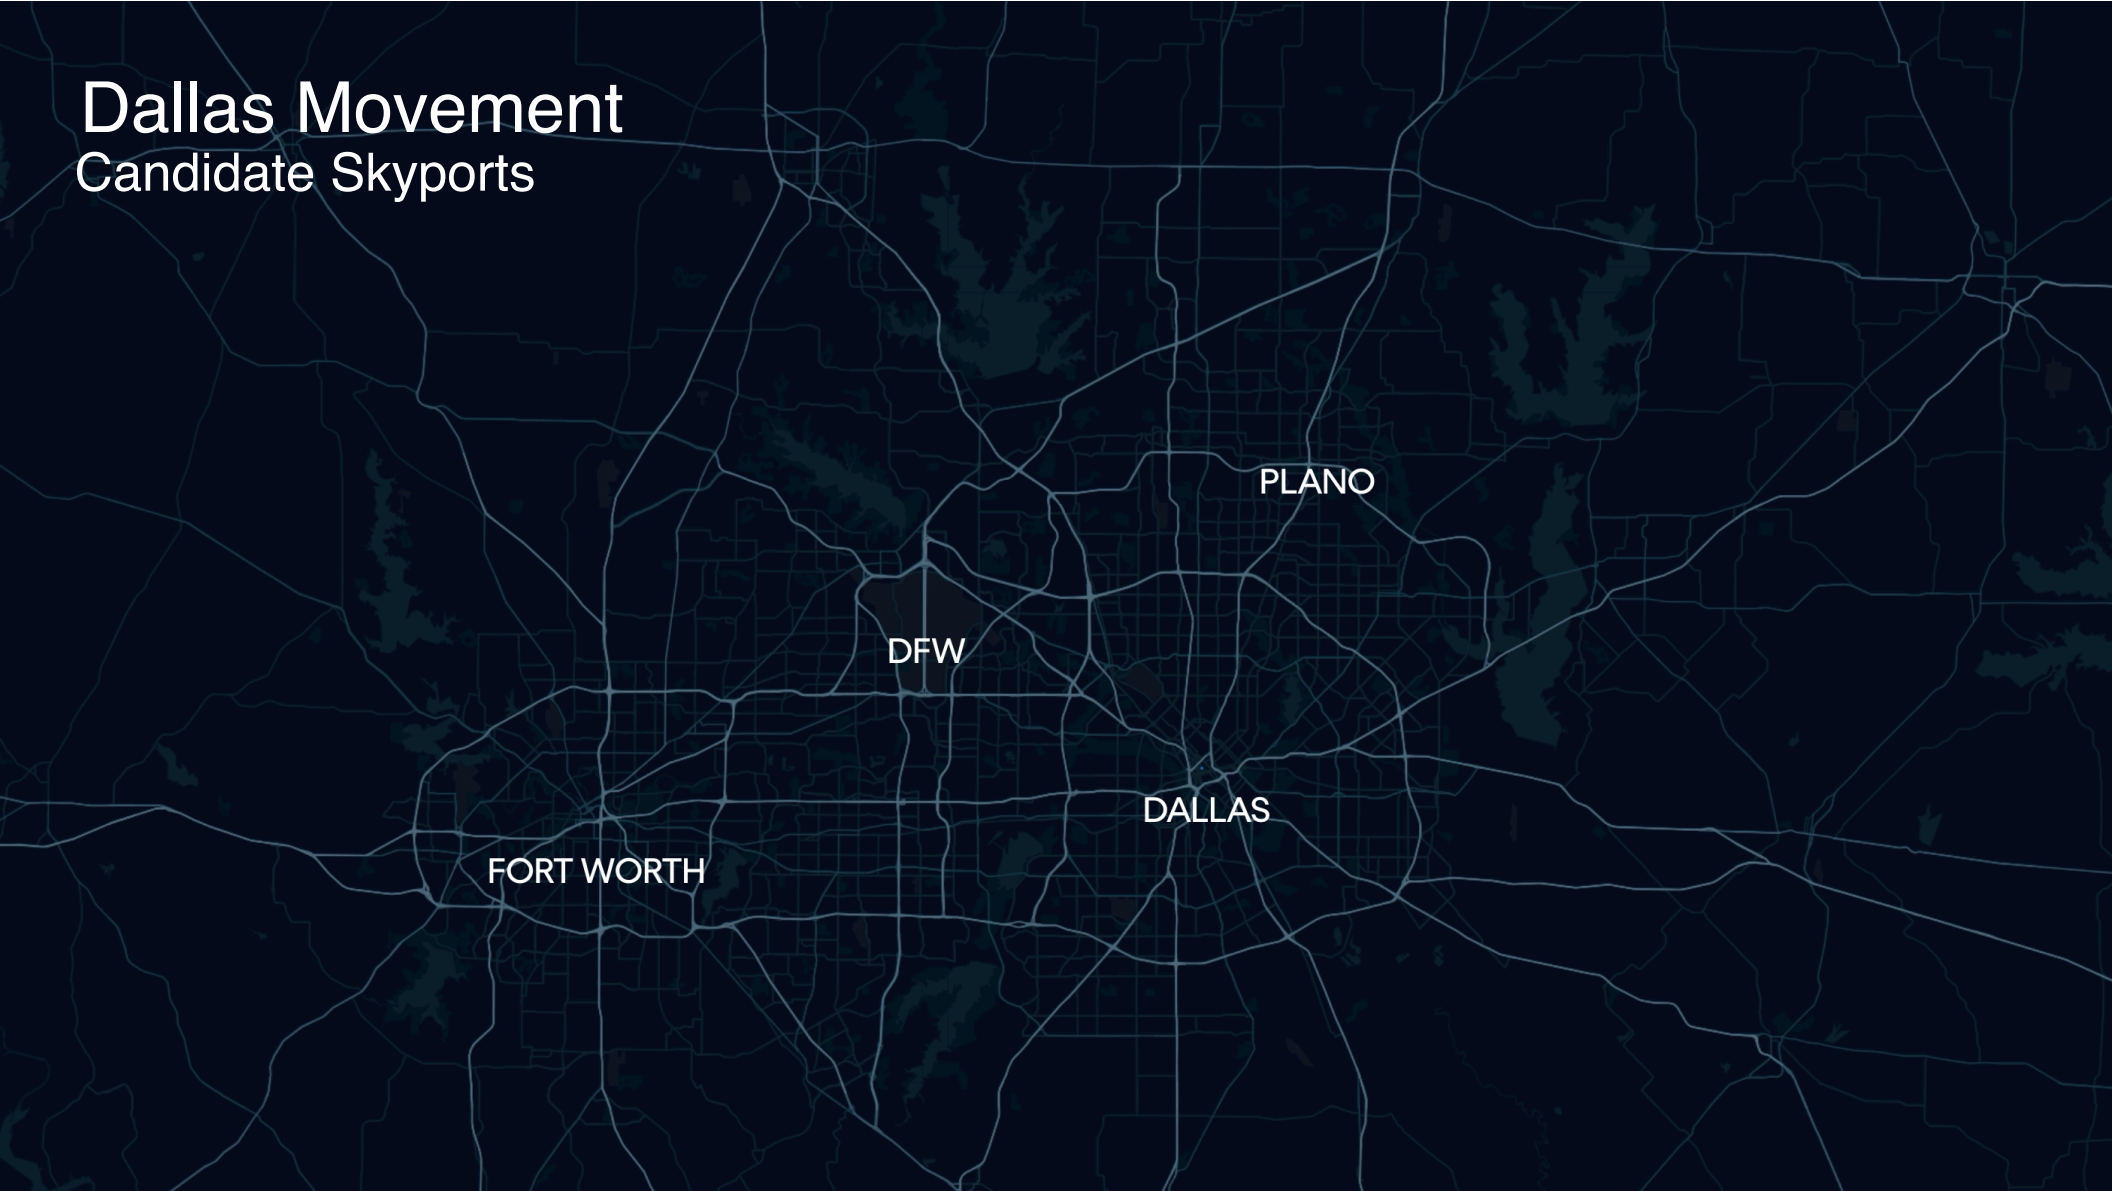 Dallas Movement
Candidate Skyports
PLANO
DFW
DALLAS
FORT WORTH